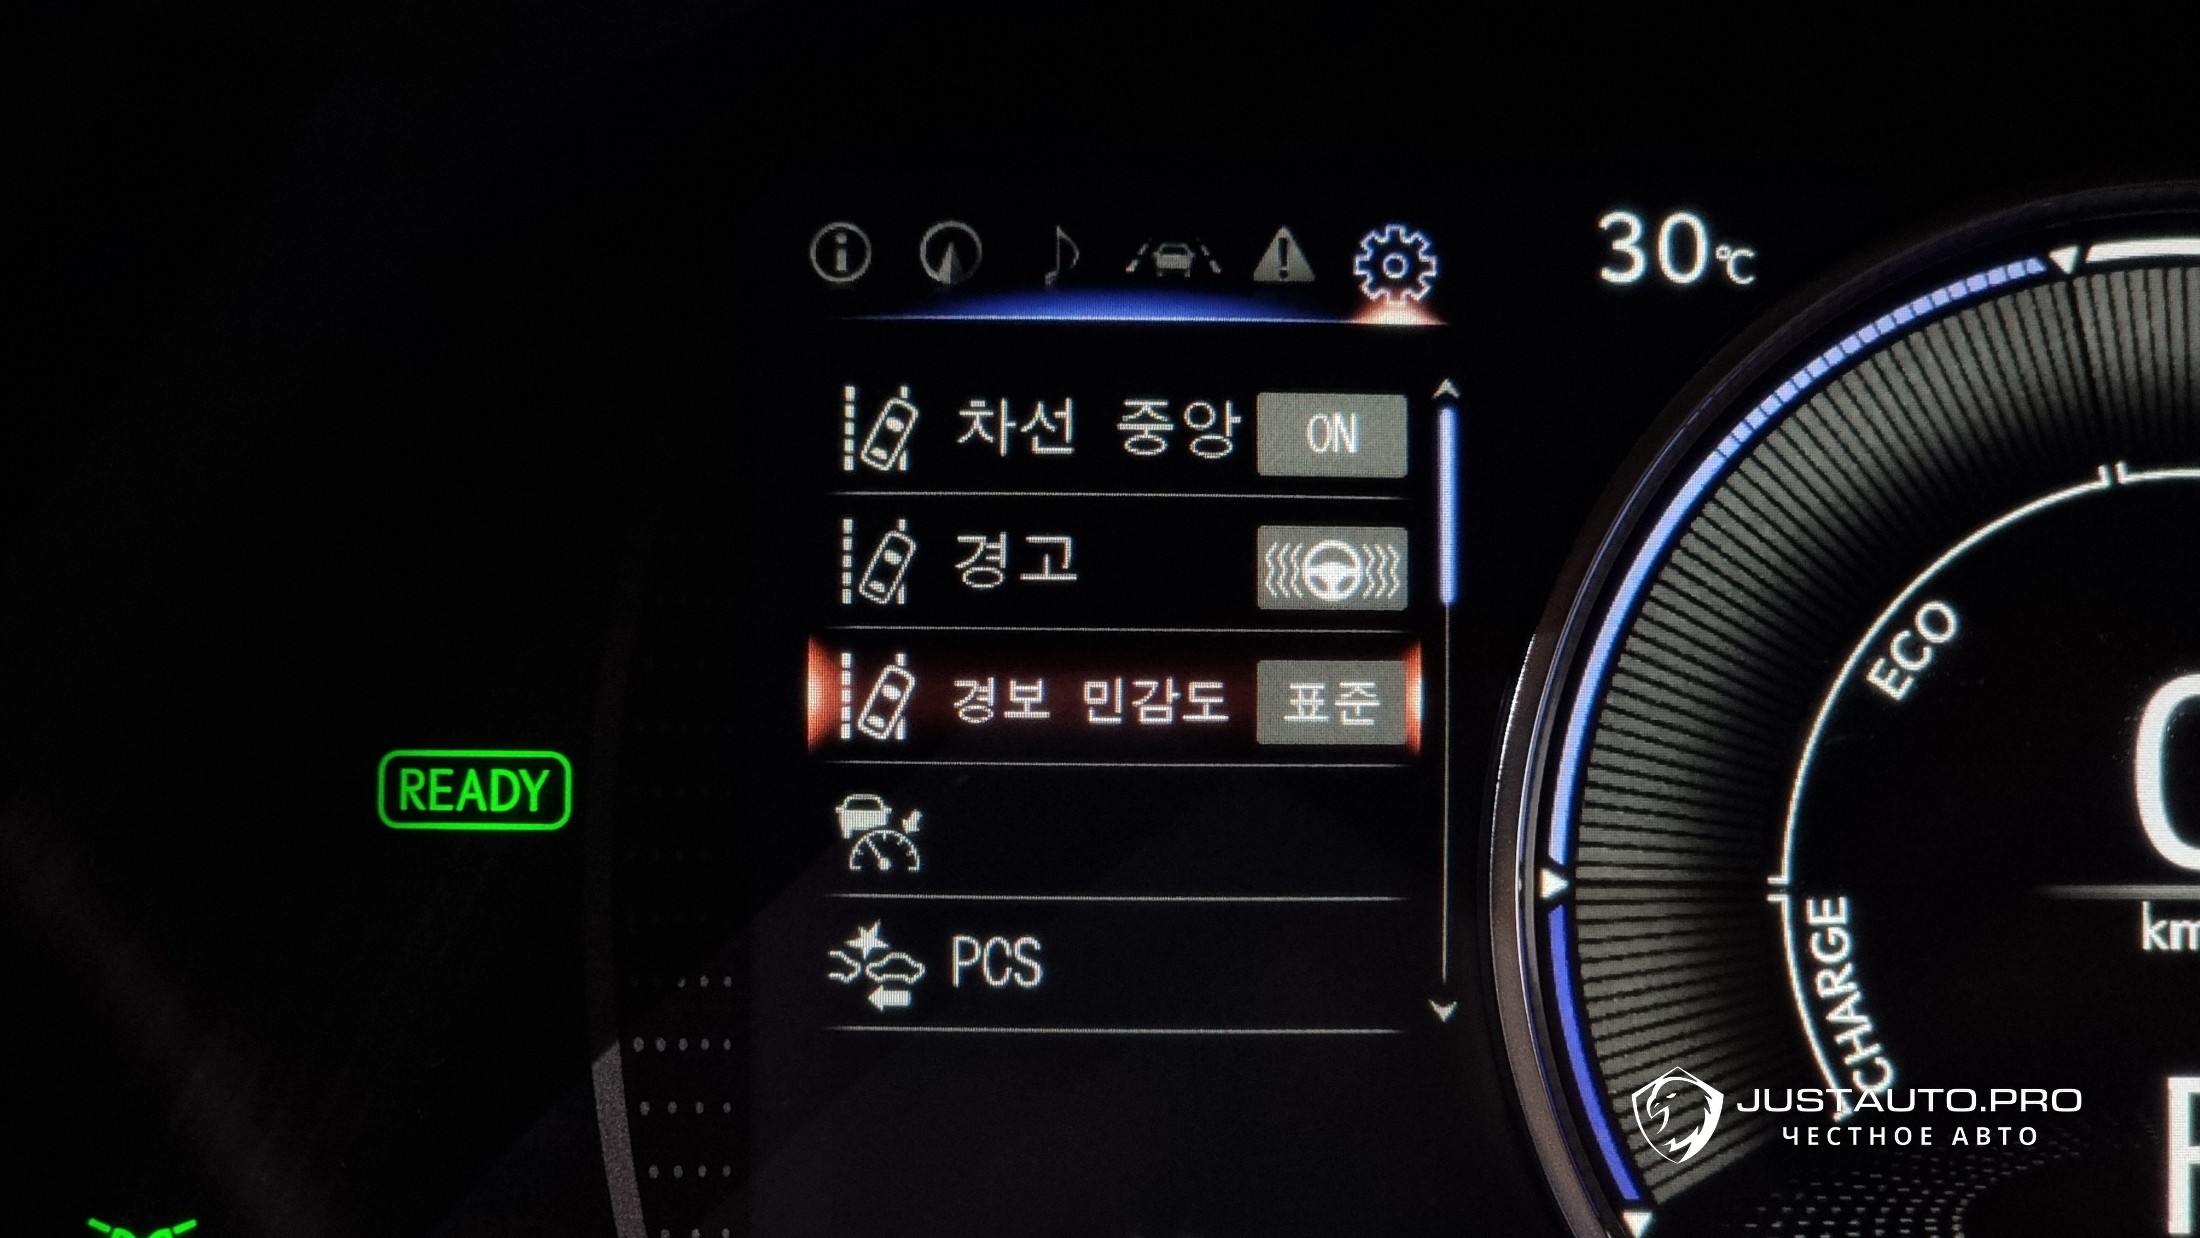 30°C
차선 중앙 ON
경고
경보 민감도 표준
PCS
READY
ECO
CHARGE
km
JUSTAUTO.PRO
ЧЕСТНОЕ АВТО